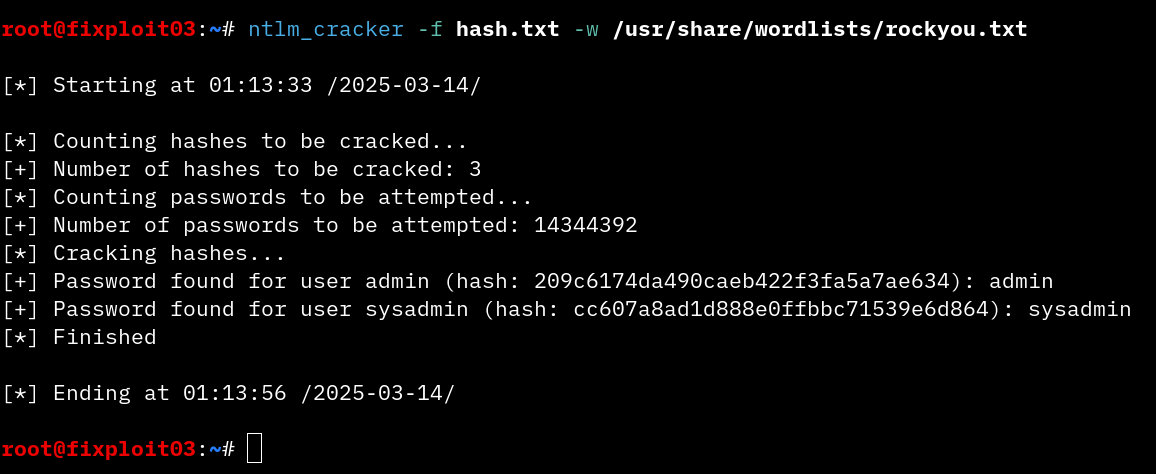 root@fixploit03:~# ntlm_cracker -f hash.txt -w /usr/share/wordlists/rockyou.txt
[*] Starting at 01:13:33 /2025-03-14/
[*] Counting hashes to be cracked...
[+] Number of hashes to be cracked: 3
[*] Counting passwords to be attempted...
[+] Number of passwords to be attempted: 14344392
[*] Cracking hashes...
[+] Password found for user admin (hash: 209c6174da490caeb422f3fa5a7ae634): admin
[+] Password found for user sysadmin (hash: cc607a8ad1d888e0ffbbc71539e6d864): sysadmin
[*] Finished
[*] Ending at 01:13:56 /2025-03-14/
root@fixploit03:~#